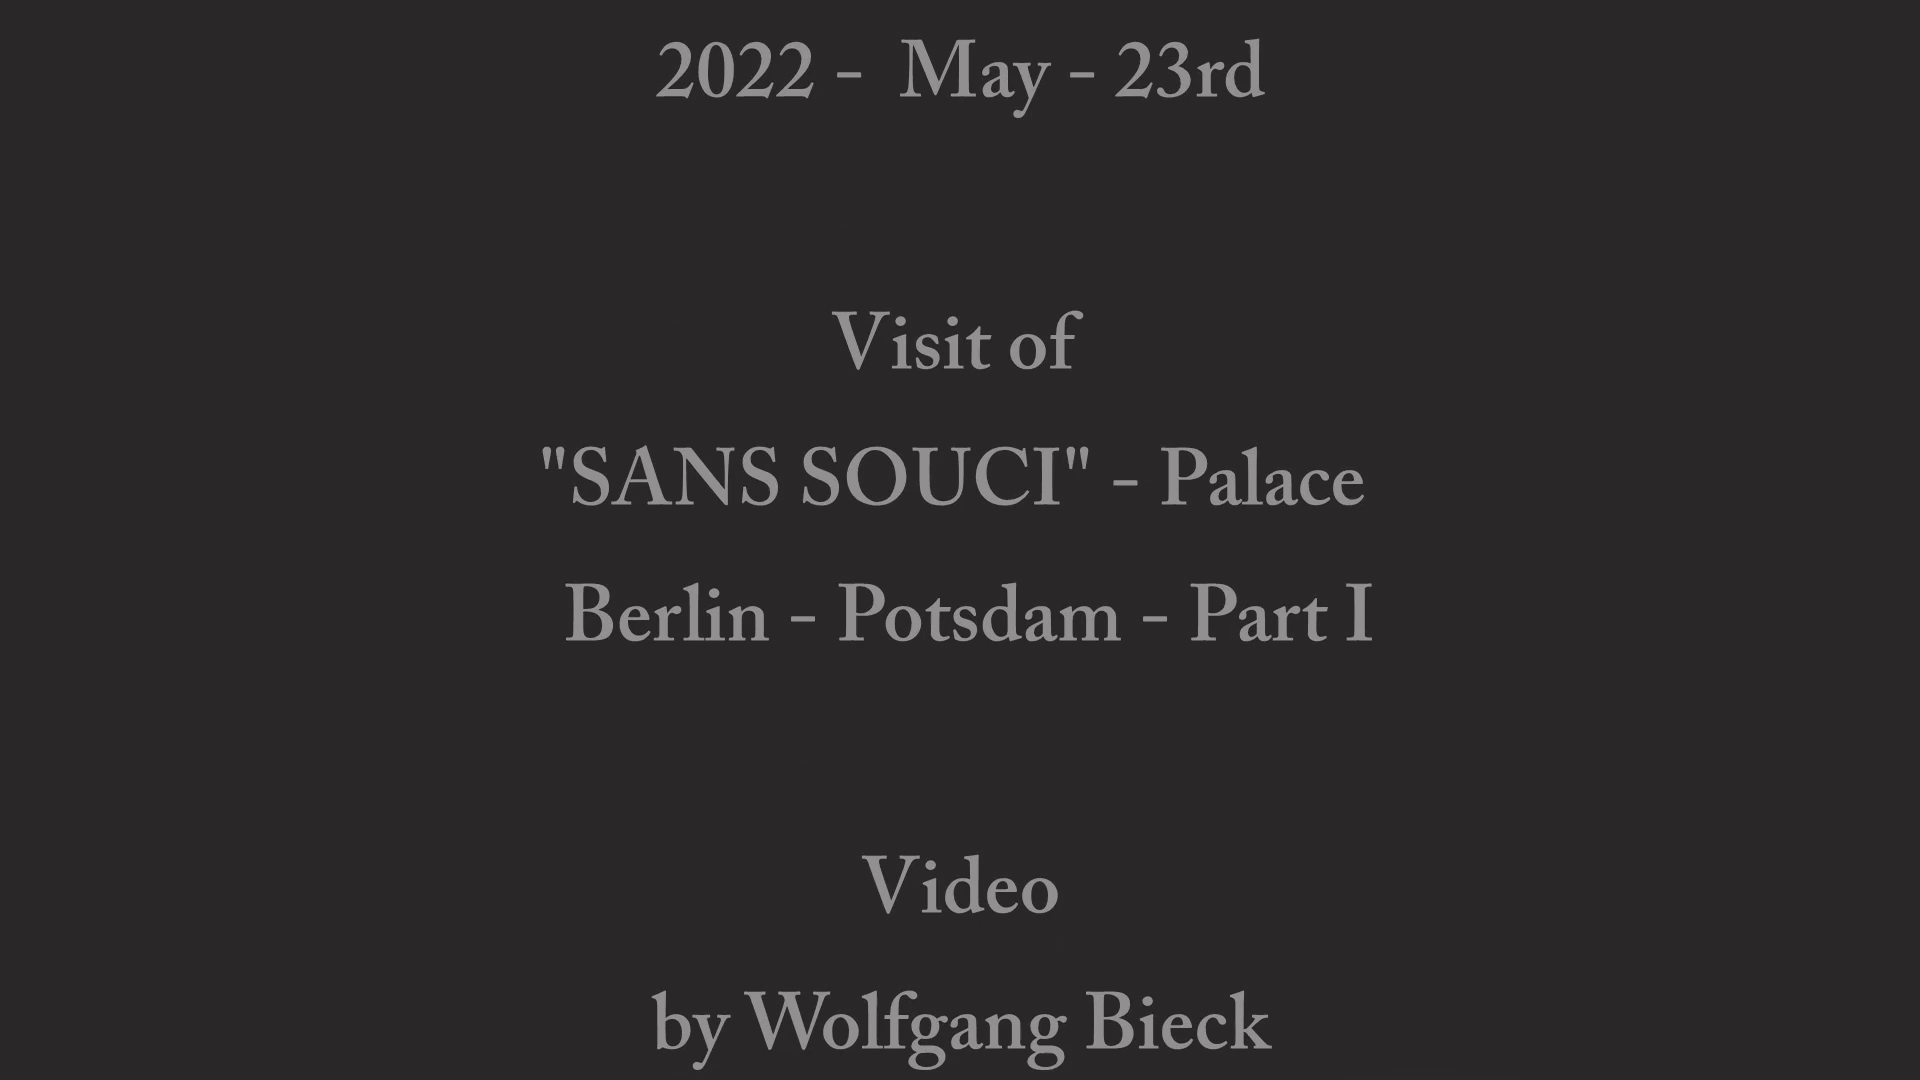 2022 -  May - 23rd
Visit of
"SANS SOUCI" - Palace
Berlin - Potsdam - Part I
Video
by Wolfgang Bieck